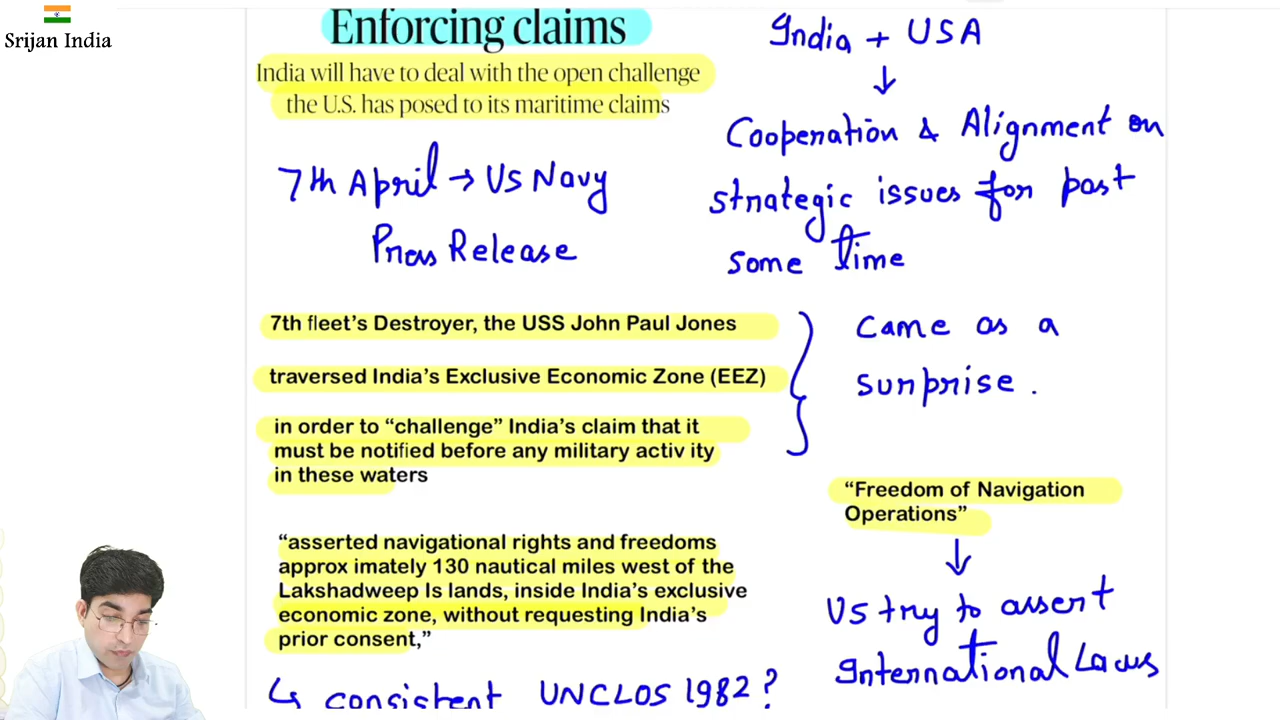 Srijan India
Enforcing claims
India will have to deal with the open challenge
the U.S. has posed to its maritime claims
7th April → US Navy
Press Release
India + USA
↓
Cooperation & Alignment on
strategic issues for past
some time
7th fleet's Destroyer, the USS John Paul Jones
traversed India's Exclusive Economic Zone (EEZ)
in order to “challenge” India's claim that it
must be notified before any military activ ity
in these waters
Came as a
surprise.
“asserted navigational rights and freedoms
approx imately 130 nautical miles west of the
Lakshadweep Is lands, inside India's exclusive
economic zone, without requesting India's
prior consent,”
↳ consistent UNCLOS 1982?
“Freedom of Navigation
Operations”
↓
US try to assert
International Laws